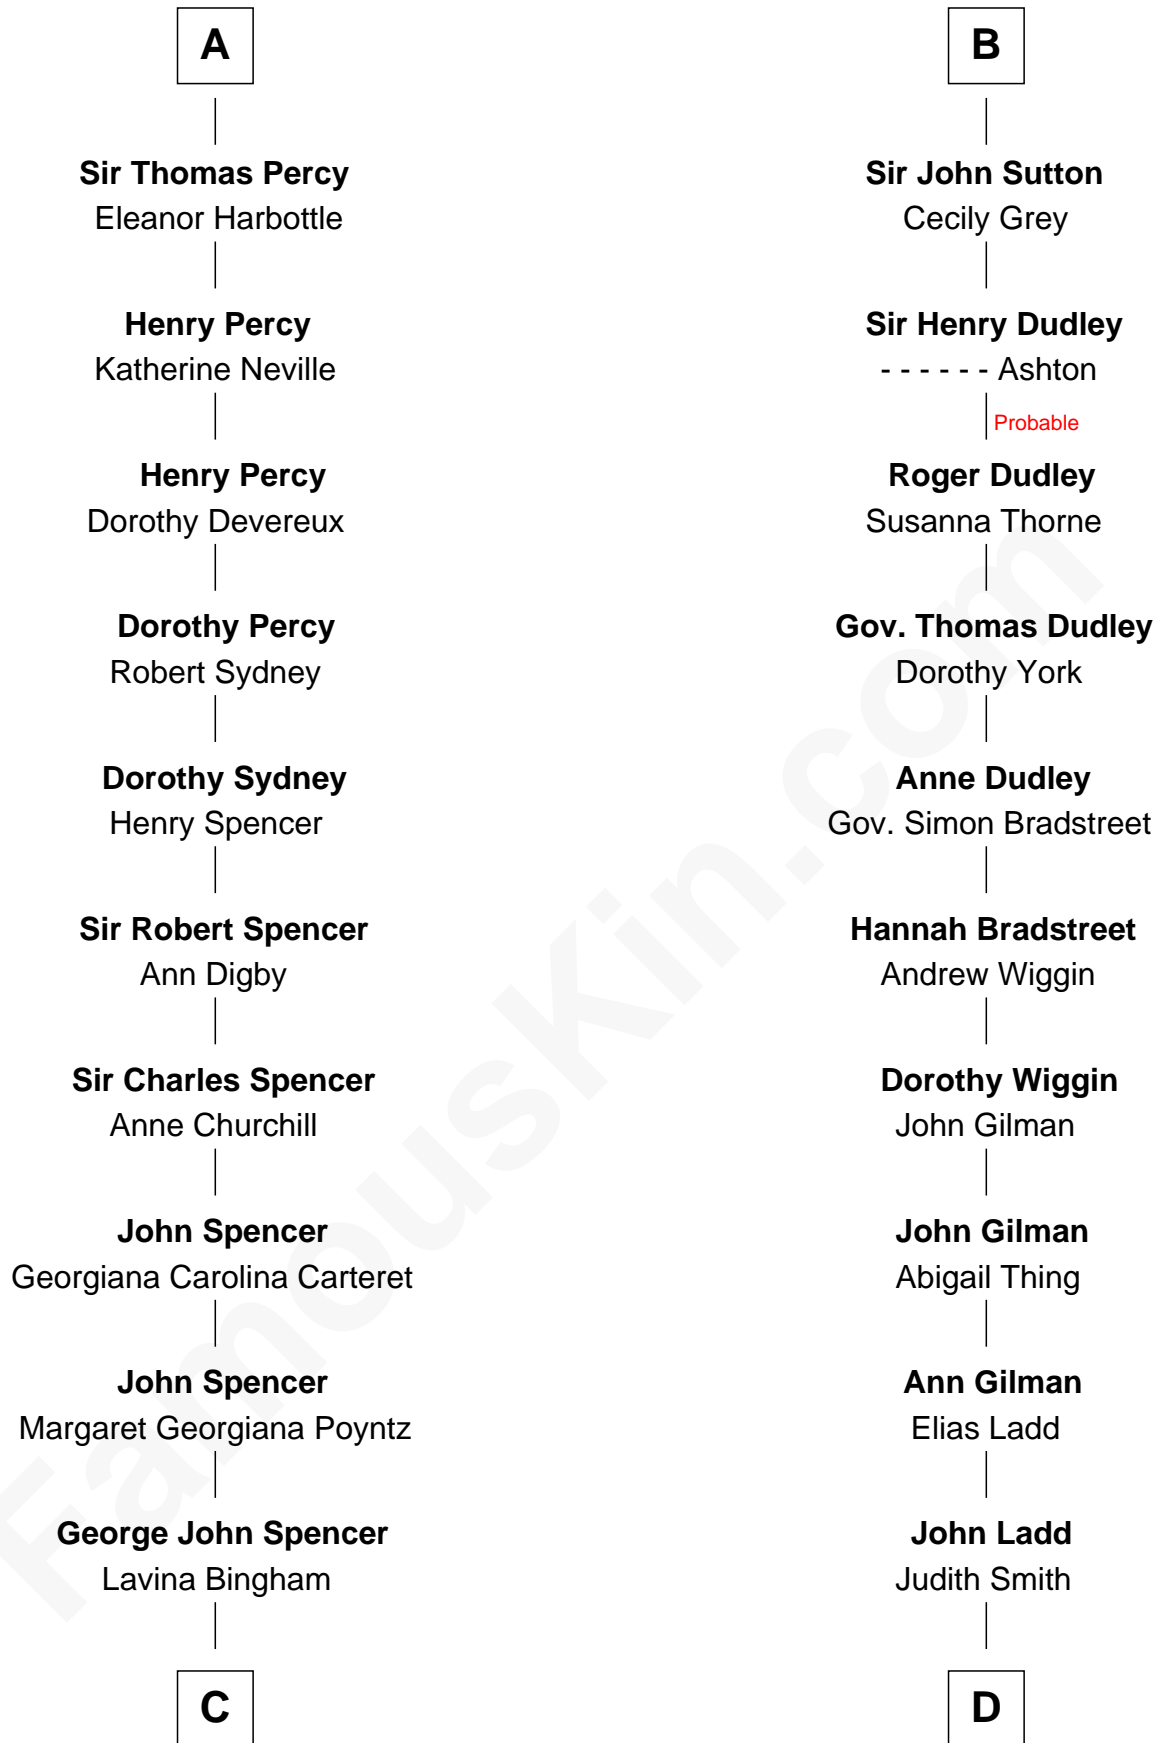 A
Sir Thomas Percy
Eleanor Harbottle
Henry Percy
Katherine Neville
Henry Percy
Dorothy Devereux
Dorothy Percy
Robert Sydney
Dorothy Sydney
Henry Spencer
Sir Robert Spencer
Ann Digby
Sir Charles Spencer
Anne Churchill
John Spencer
Georgiana Carolina Carteret
John Spencer
Margaret Georgiana Poyntz
George John Spencer
Lavina Bingham
C
B
Sir John Sutton
Cecily Grey
Sir Henry Dudley
- - - - - - Ashton
Probable
Roger Dudley
Susanna Thorne
Gov. Thomas Dudley
Dorothy York
Anne Dudley
Gov. Simon Bradstreet
Hannah Bradstreet
Andrew Wiggin
Dorothy Wiggin
John Gilman
John Gilman
Abigail Thing
Ann Gilman
Elias Ladd
John Ladd
Judith Smith
D
FamousKin.com